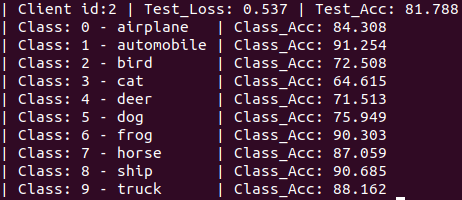 | Client id:2 | Test_Loss: 0.537 | Test_Acc: 81.788
| Class: 0 - airplane   | Class_Acc: 84.308
| Class: 1 - automobile | Class_Acc: 91.254
| Class: 2 - bird       | Class_Acc: 72.508
| Class: 3 - cat        | Class_Acc: 64.615
| Class: 4 - deer       | Class_Acc: 71.513
| Class: 5 - dog        | Class_Acc: 75.949
| Class: 6 - frog       | Class_Acc: 90.303
| Class: 7 - horse      | Class_Acc: 87.059
| Class: 8 - ship       | Class_Acc: 90.685
| Class: 9 - truck      | Class_Acc: 88.162